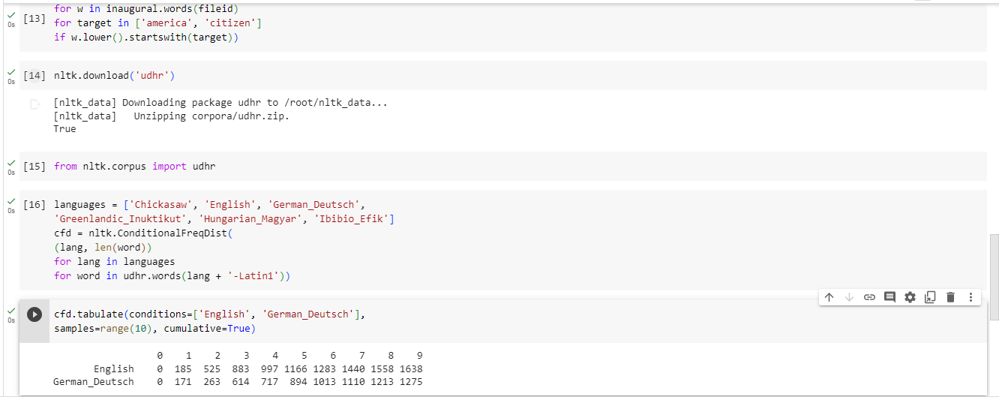 for w in inaugural.words(fileid)
[13] for target in ['america', 'citizen']
0s
if w.lower().startswith(target))
[14] nltk.download('udhr')
0s
[nltk_data] Downloading package udhr to /root/nltk_data...
[nltk_data]   Unzipping corpora/udhr.zip.
True
[15] from nltk.corpus import udhr
0s
[16] languages = ['Chickasaw', 'English', 'German_Deutsch',
0s
'Greenlandic_Inuktikut', 'Hungarian_Magyar', 'Ibibio_Efik']
cfd = nltk.ConditionalFreqDist(
(lang, len(word))
for lang in languages
for word in udhr.words(lang + '-Latin1'))
cfd.tabulate(conditions=['English', 'German_Deutsch'],
0s
samples=range(10), cumulative=True)
0 1 2 3 4 5 6 7 8 9
English 0 185 525 883 997 1166 1283 1440 1558 1638
German_Deutsch 0 171 263 614 717 894 1013 1110 1213 1275